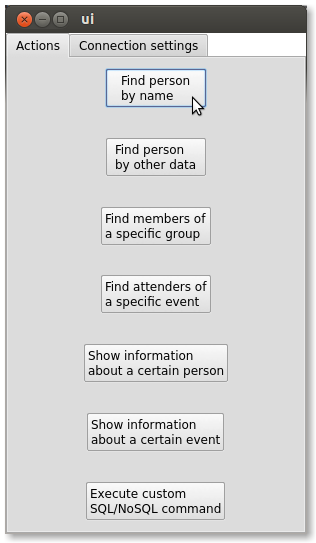 ui
Actions
Connection settings
Find person
by name
Find person
by other data
Find members of
a specific group
Find attenders of
a specific event
Show information
about a certain person
Show information
about a certain event
Execute custom
SQL/NoSQL command